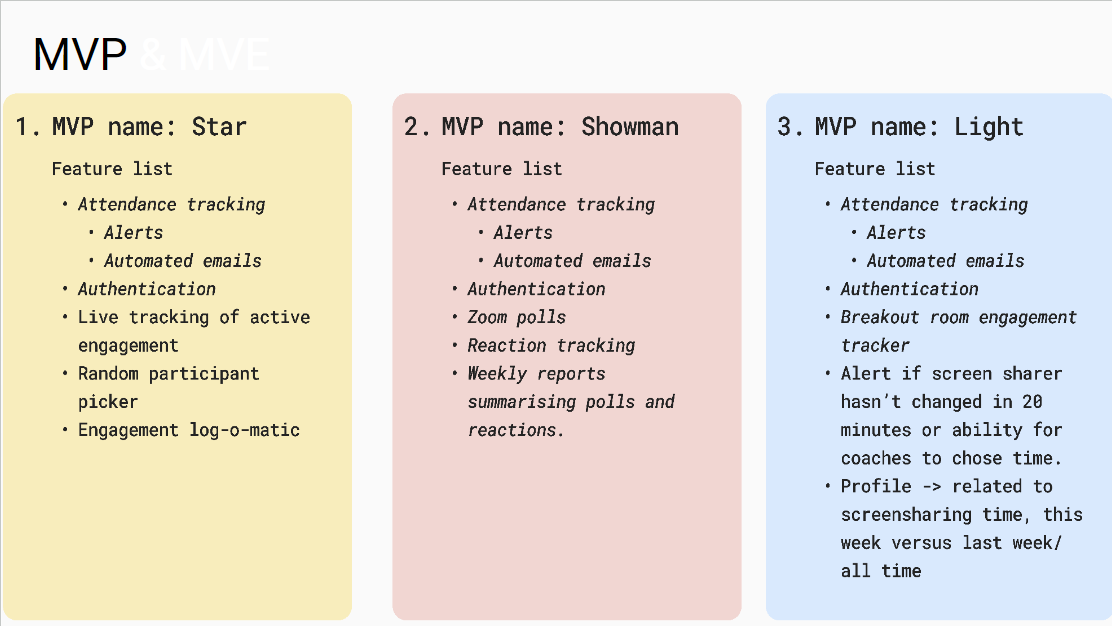 MVP & MVE
1. MVP name: Star
Feature list
• Attendance tracking
• Alerts
• Automated emails
• Authentication
• Live tracking of active
engagement
• Random participant
picker
• Engagement log-o-matic
2. MVP name: Showman
Feature list
• Attendance tracking
• Alerts
• Automated emails
• Authentication
• Zoom polls
• Reaction tracking
• Weekly reports
summarising polls and
reactions.
3. MVP name: Light
Feature list
• Attendance tracking
• Alerts
• Automated emails
• Authentication
• Breakout room engagement
tracker
• Alert if screen sharer
hasn’t changed in 20
minutes or ability for
coaches to chose time.
• Profile -> related to
screensharing time, this
week versus last week/
all time